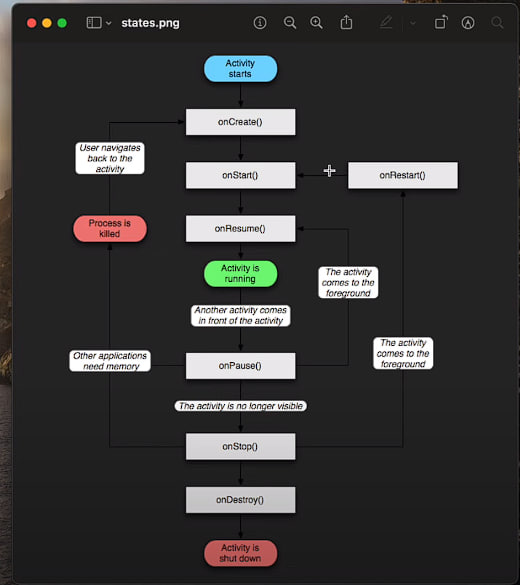 states.png
Activity
starts
onCreate()
User navigates
back to the
activity
onStart()
onRestart()
Process is
killed
onResume()
Activity is
running
The activity
comes to the
foreground
Another activity comes
in front of the activity
The activity
comes to the
foreground
Other applications
need memory
onPause()
The activity is no longer visible
onStop()
onDestroy()
Activity is
shut down